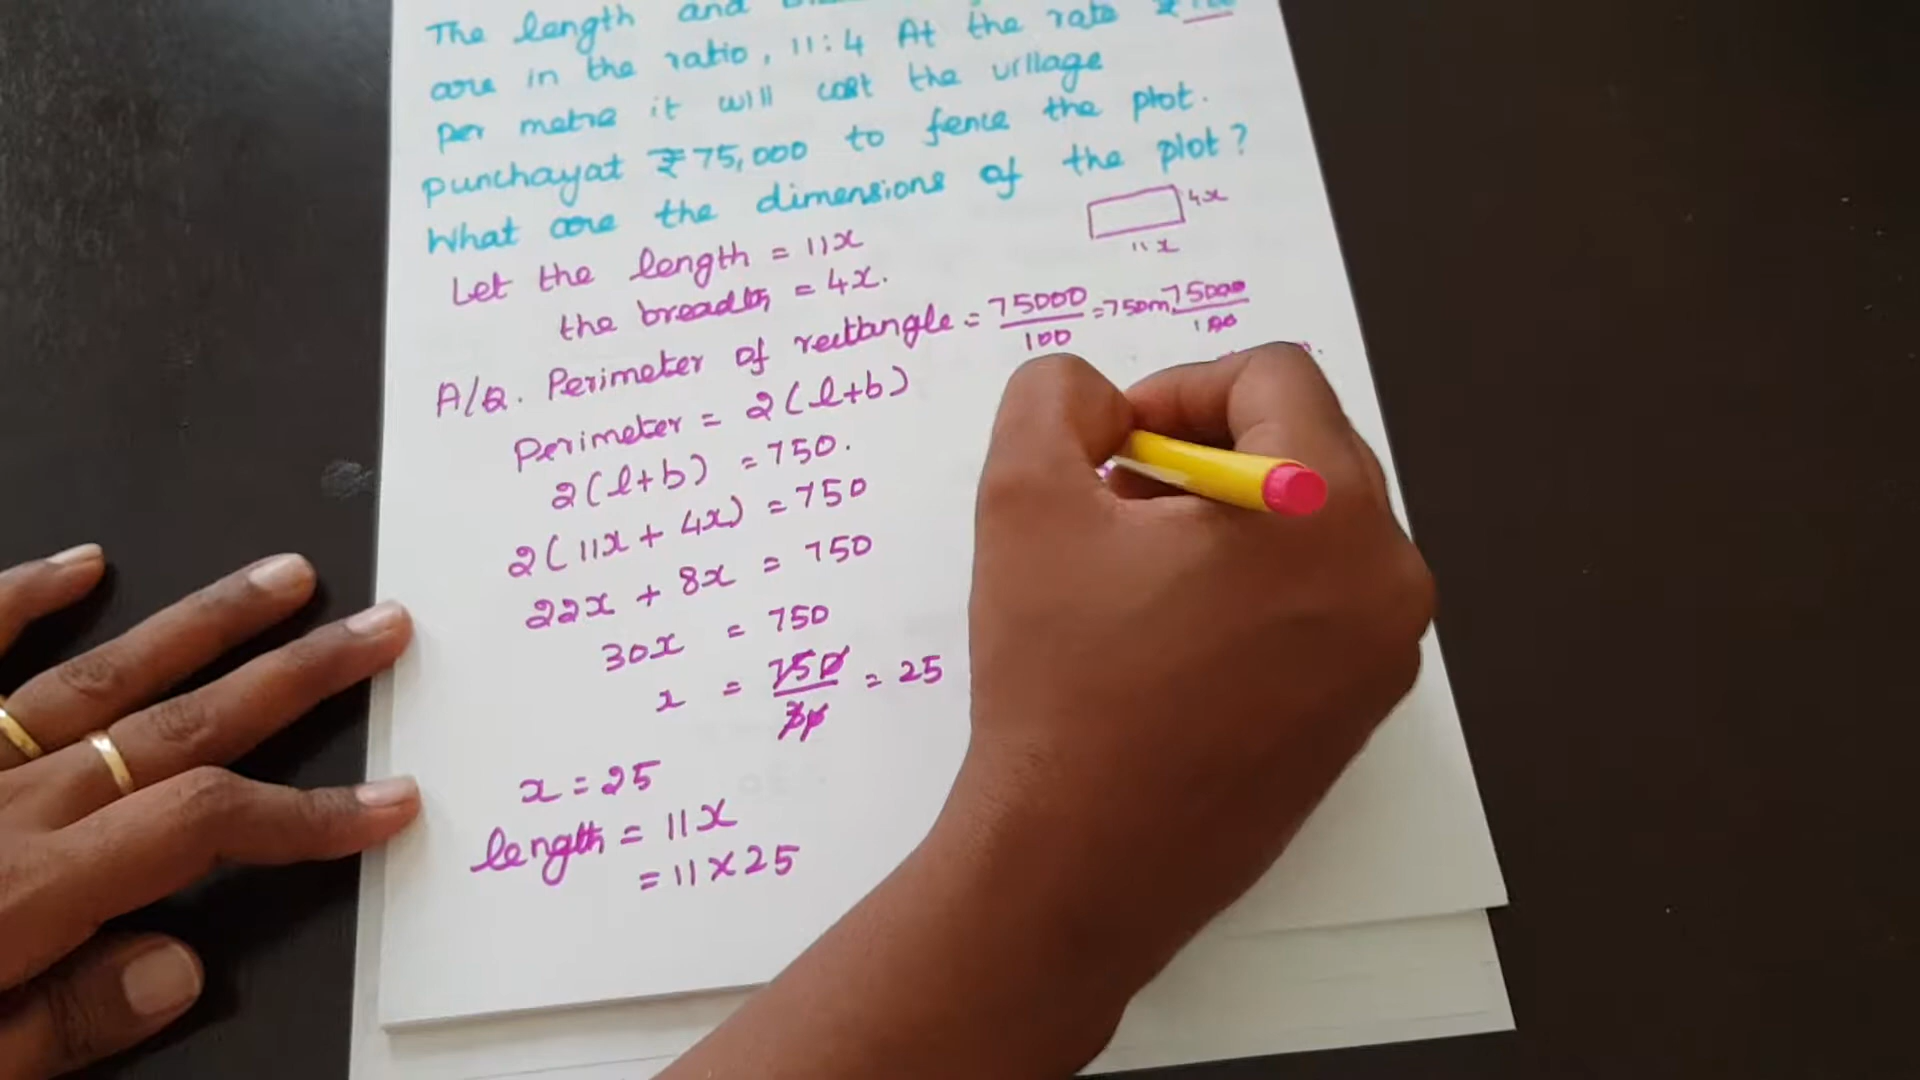 The length and
are in the ratio, 11:4 At the rate ₹
per metre it will cost the village
punchayat ₹75,000 to fence the plot.
What are the dimensions of the plot?
4x
11x
Let the length = 11x
the breadth = 4x.
A/Q. Perimeter of rectangle = 75000/100 = 750m
75000/100
Perimeter = 2(l+b)
2(l+b) = 750.
2(11x + 4x) = 750
22x + 8x = 750
30x = 750
x = 750/30 = 25
x = 25
length = 11x
= 11×25